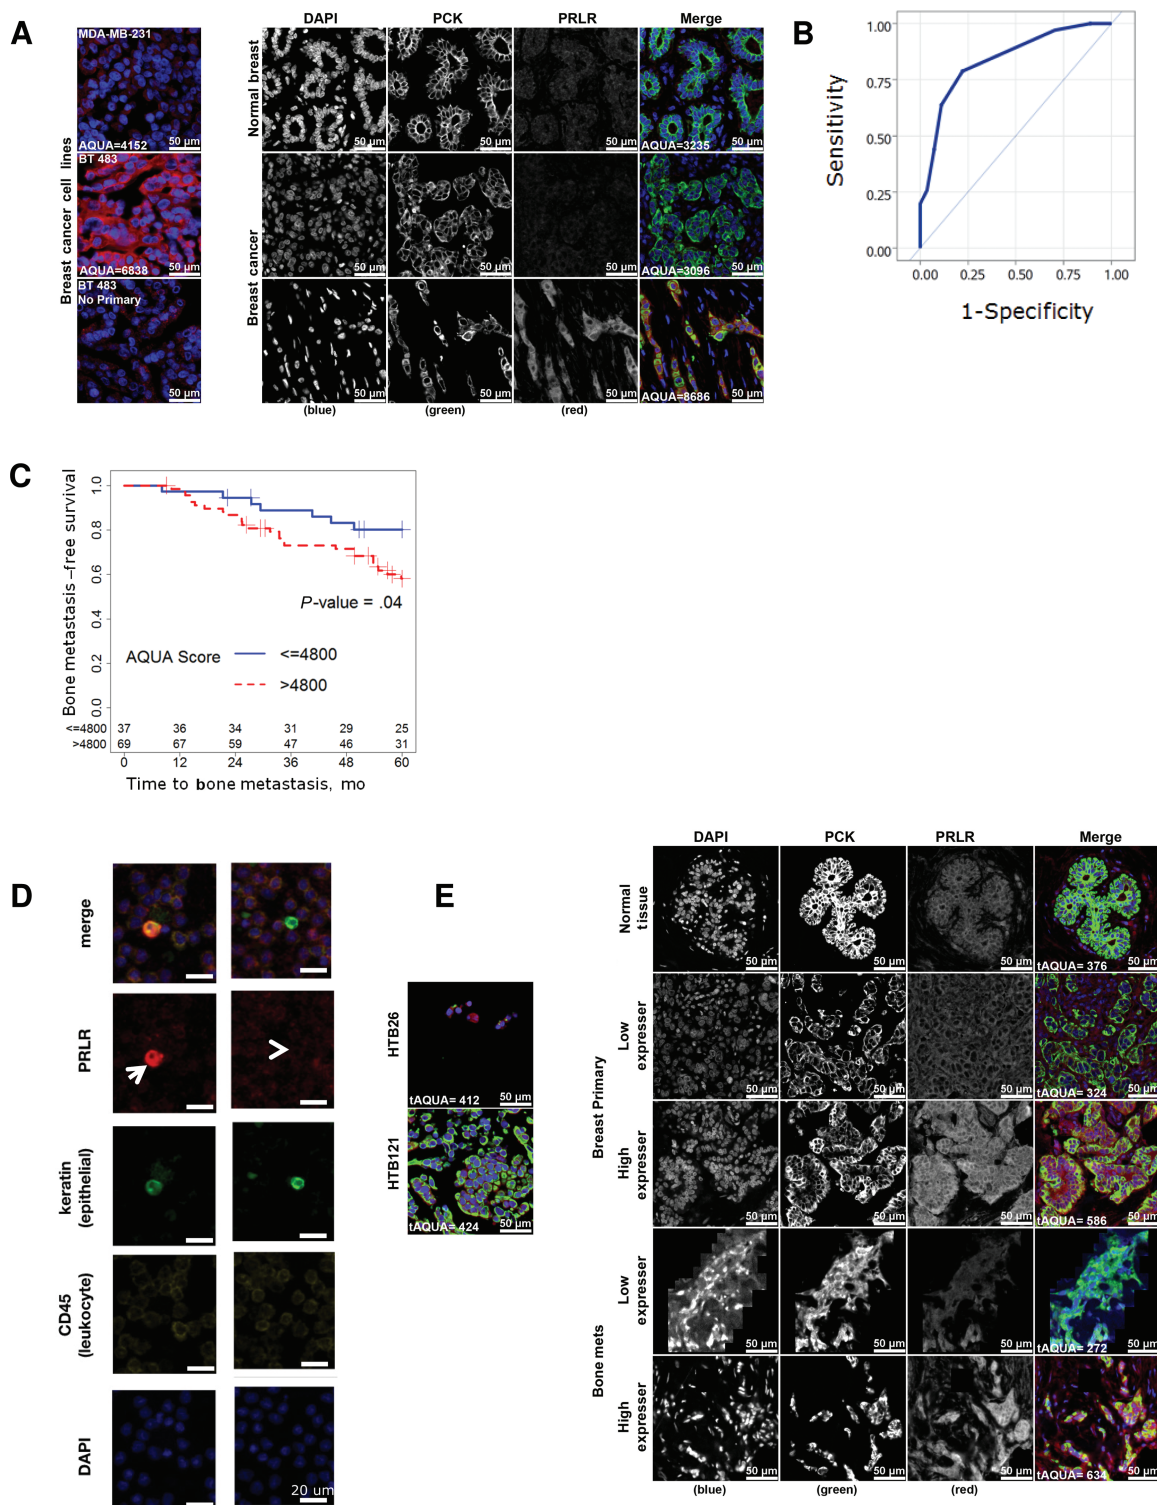 A
Breast cancer cell lines
MDA-MB-231
AQUA=4152
50 µm
BT 483
AQUA=6838
50 µm
BT 483
No Primary
50 µm
DAPI PCK PRLR Merge
Normal breast
50 µm 50 µm 50 µm AQUA=3235 50 µm
Breast cancer
50 µm 50 µm 50 µm AQUA=3096 50 µm
50 µm 50 µm 50 µm AQUA=8686 50 µm
(blue) (green) (red)
B
Sensitivity
1.00
0.75
0.50
0.25
0.00
0.00 0.25 0.50 0.75 1.00
1-Specificity
C
Bone metastasis–free survival
1.0
0.8
0.6
0.4
0.2
0.0
P-value = .04
AQUA Score
<=4800
>4800
<=4800 37 36 34 31 29 25
>4800 69 67 59 47 46 31
0 12 24 36 48 60
Time to bone metastasis, mo
D
merge
PRLR
keratin
(epithelial)
CD45
(leukocyte)
DAPI
20 um
E
HTB26
tAQUA= 412
50 µm
HTB121
tAQUA= 424
50 µm
DAPI PCK PRLR Merge
Normal
tissue
50 µm 50 µm 50 µm tAQUA= 376 50 µm
Breast Primary
Low
expresser
50 µm 50 µm 50 µm tAQUA= 324 50 µm
High
expresser
50 µm 50 µm 50 µm tAQUA= 586 50 µm
Bone mets
Low
expresser
50 µm 50 µm 50 µm tAQUA= 272 50 µm
High
expresser
50 µm 50 µm 50 µm tAQUA= 634 50 µm
(blue) (green) (red)